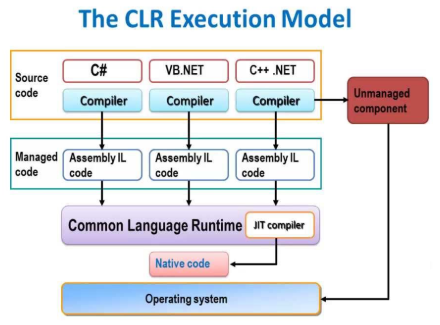 The CLR Execution Model
Source
code
C#
VB.NET
C++ .NET
Compiler
Compiler
Compiler
Unmanaged
component
Managed
code
Assembly IL
code
Assembly IL
code
Assembly IL
code
Common Language Runtime
JIT compiler
Native code
Operating system